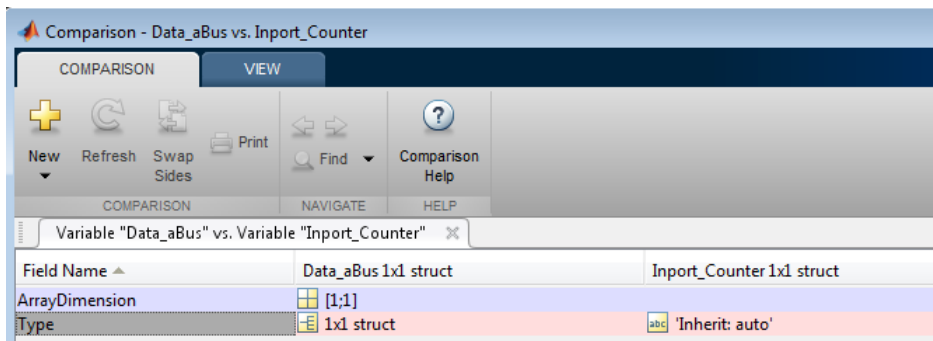 Comparison - Data_aBus vs. Inport_Counter
COMPARISON VIEW
New Refresh Swap Sides Print Find Comparison Help
COMPARISON NAVIGATE HELP
Variable "Data_aBus" vs. Variable "Inport_Counter"
Field Name Data_aBus 1x1 struct Inport_Counter 1x1 struct
ArrayDimension [1;1]
Type 1x1 struct abc 'Inherit: auto'